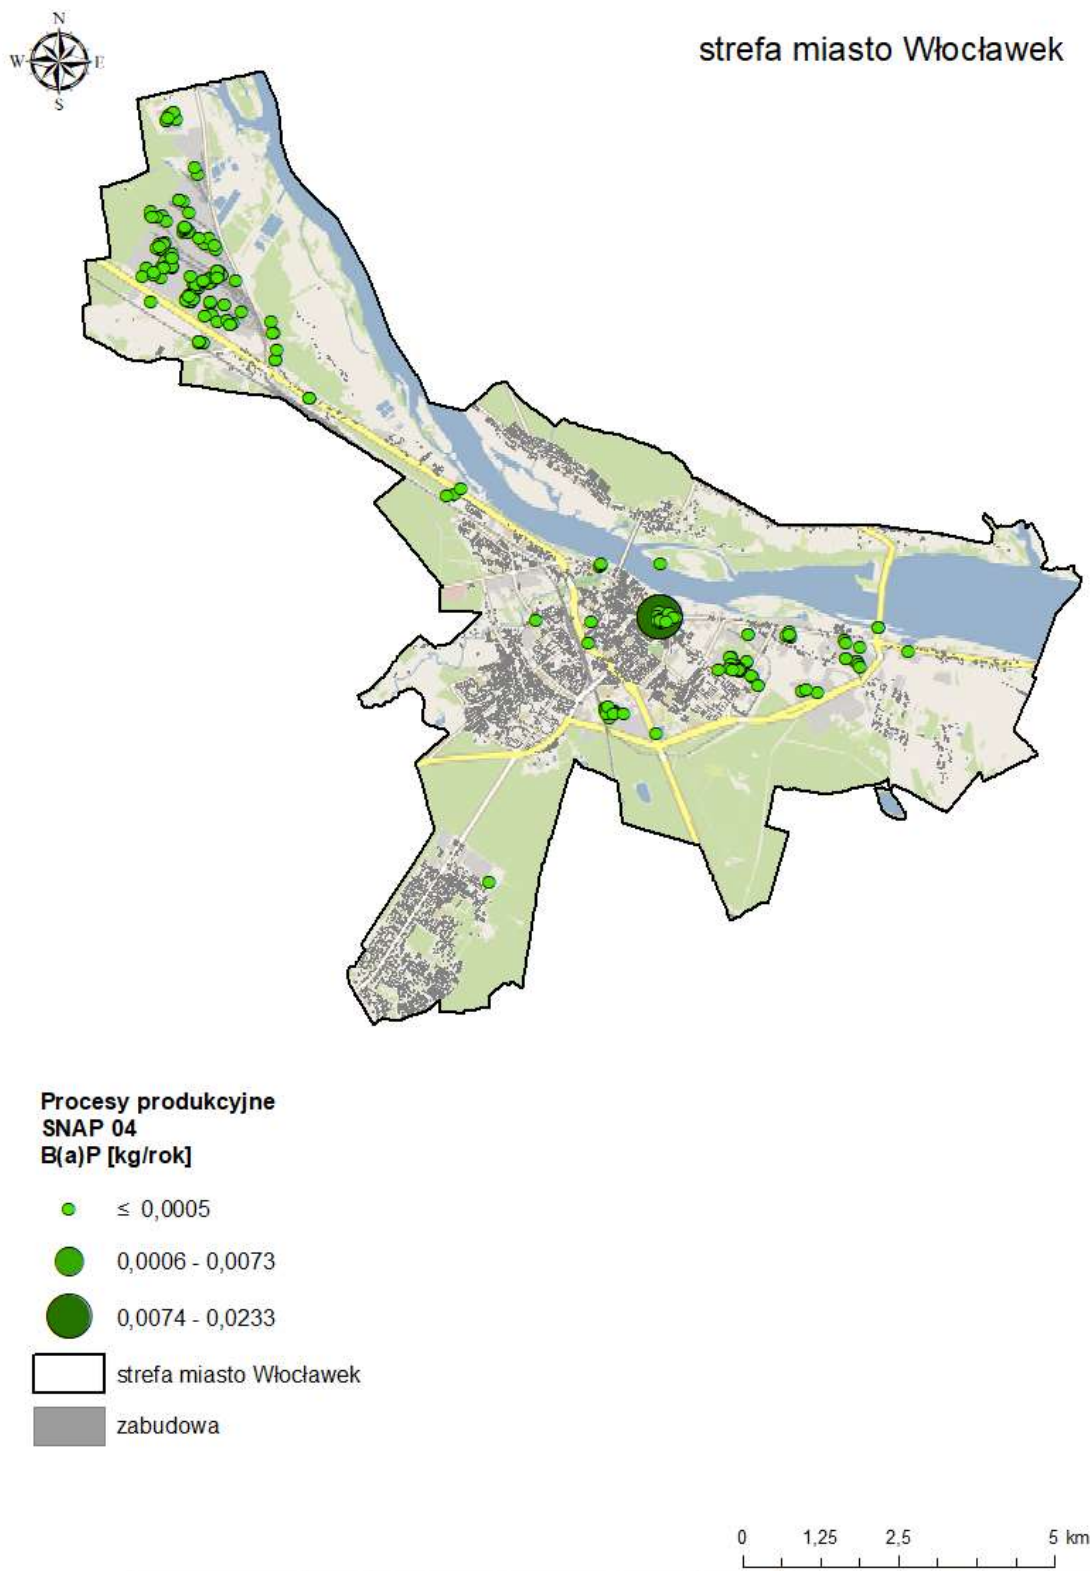 N
W E
S
strefa miasto Włocławek
Procesy produkcyjne
SNAP 04
B(a)P [kg/rok]
≤ 0,0005
0,0006 - 0,0073
0,0074 - 0,0233
strefa miasto Włocławek
zabudowa
0 1,25 2,5 5 km